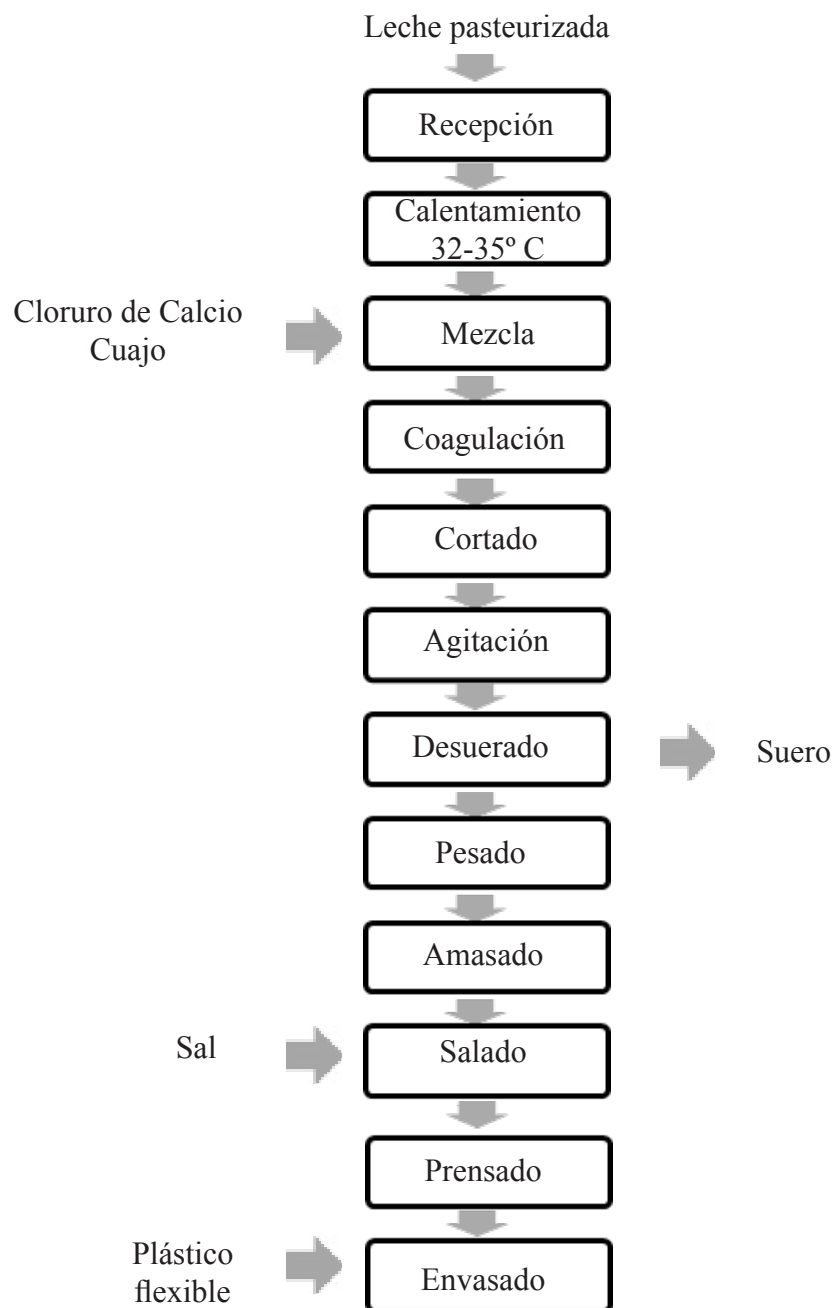 Leche pasteurizada
Recepción
Calentamiento
32-35º C
Cloruro de Calcio
Cuajo
Mezcla
Coagulación
Cortado
Agitación
Desuerado
Suero
Pesado
Amasado
Sal
Salado
Prensado
Plástico
flexible
Envasado